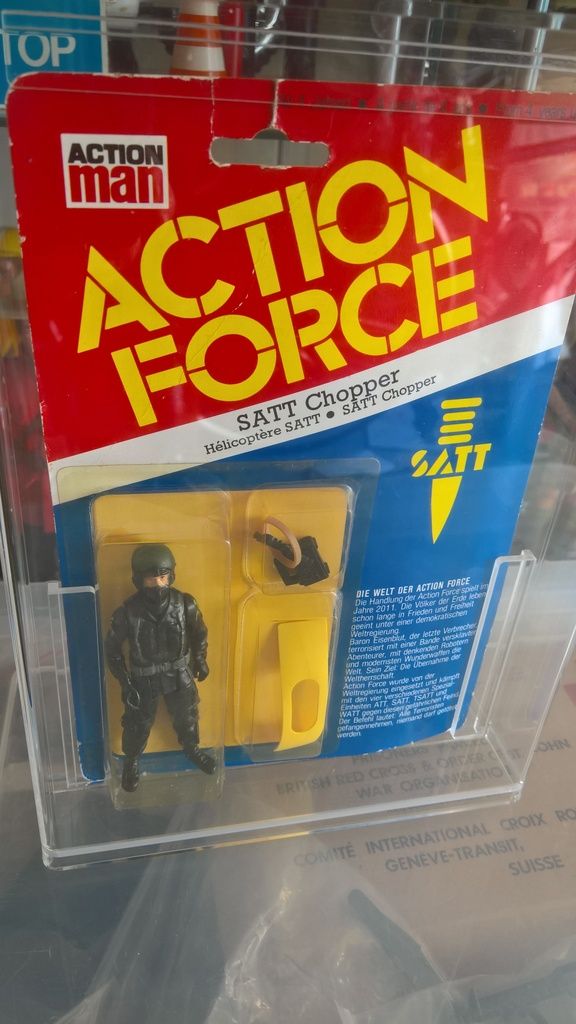 TOP
ACTION
man
ACTION
FORCE
SATT Chopper
Hélicoptère SATT • SATT Chopper
SATT
DIE WELT DER ACTION FORCE
Die Handlung der Action Force spielt im
Jahre 2011. Die Völker der Erde leben
schon lange in Frieden und Freiheit
geeint unter einer demokratischen
Weltregierung.
Baron Eisenblut, der letzte Verbrecher
terrorisiert mit einer Bande versklavter
Abenteurer, mit denkenden Robotern
und modernsten Wunderwaffen die
Welt. Sein Ziel: Die Übernahme der
Weltherrschaft.
Action Force wurde von der
Weltregierung eingesetzt und kämpft
mit den vier verschiedenen Spezial-
Einheiten ATT, SATT, TSATT und
WATT gegen diesen gefährlichen Feind.
Der Befehl lautet: Alle Terroristen
gefangennehmen, niemand darf getötet
werden.
PRISONERS
BRITISH RED CROSS & ORDER OF ST JOHN
WAR ORGANISATION
COMITÉ INTERNATIONAL CROIX RO
GENÈVE-TRANSIT,
SUISSE